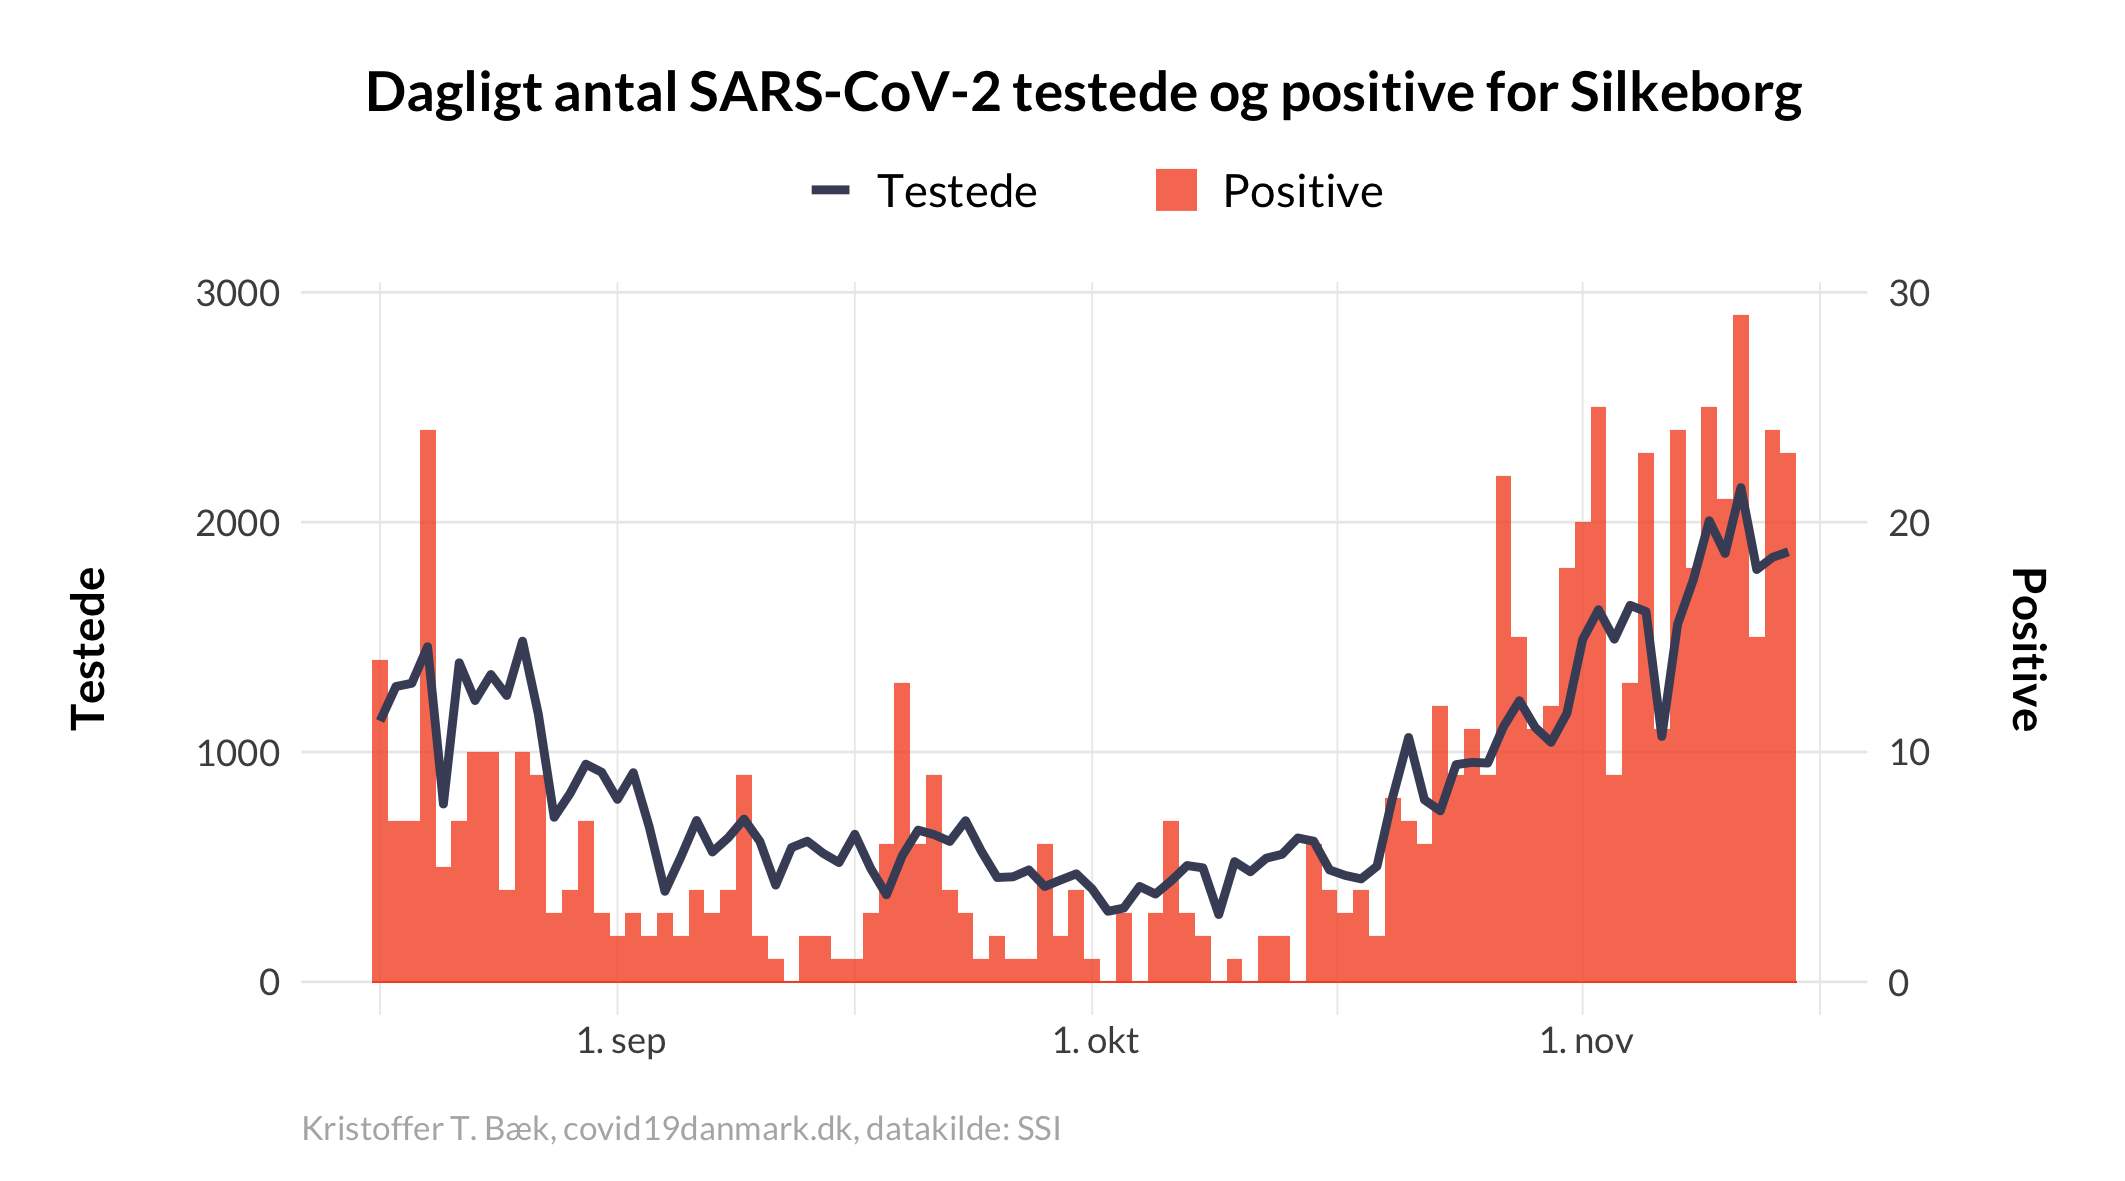 Dagligt antal SARS-CoV-2 testede og positive for Silkeborg
Testede
Positive
3000
2000
1000
0
30
20
10
0
Testede
Positive
1. sep
1. okt
1. nov
Kristoffer T. Bæk, covid19danmark.dk, datakilde: SSI